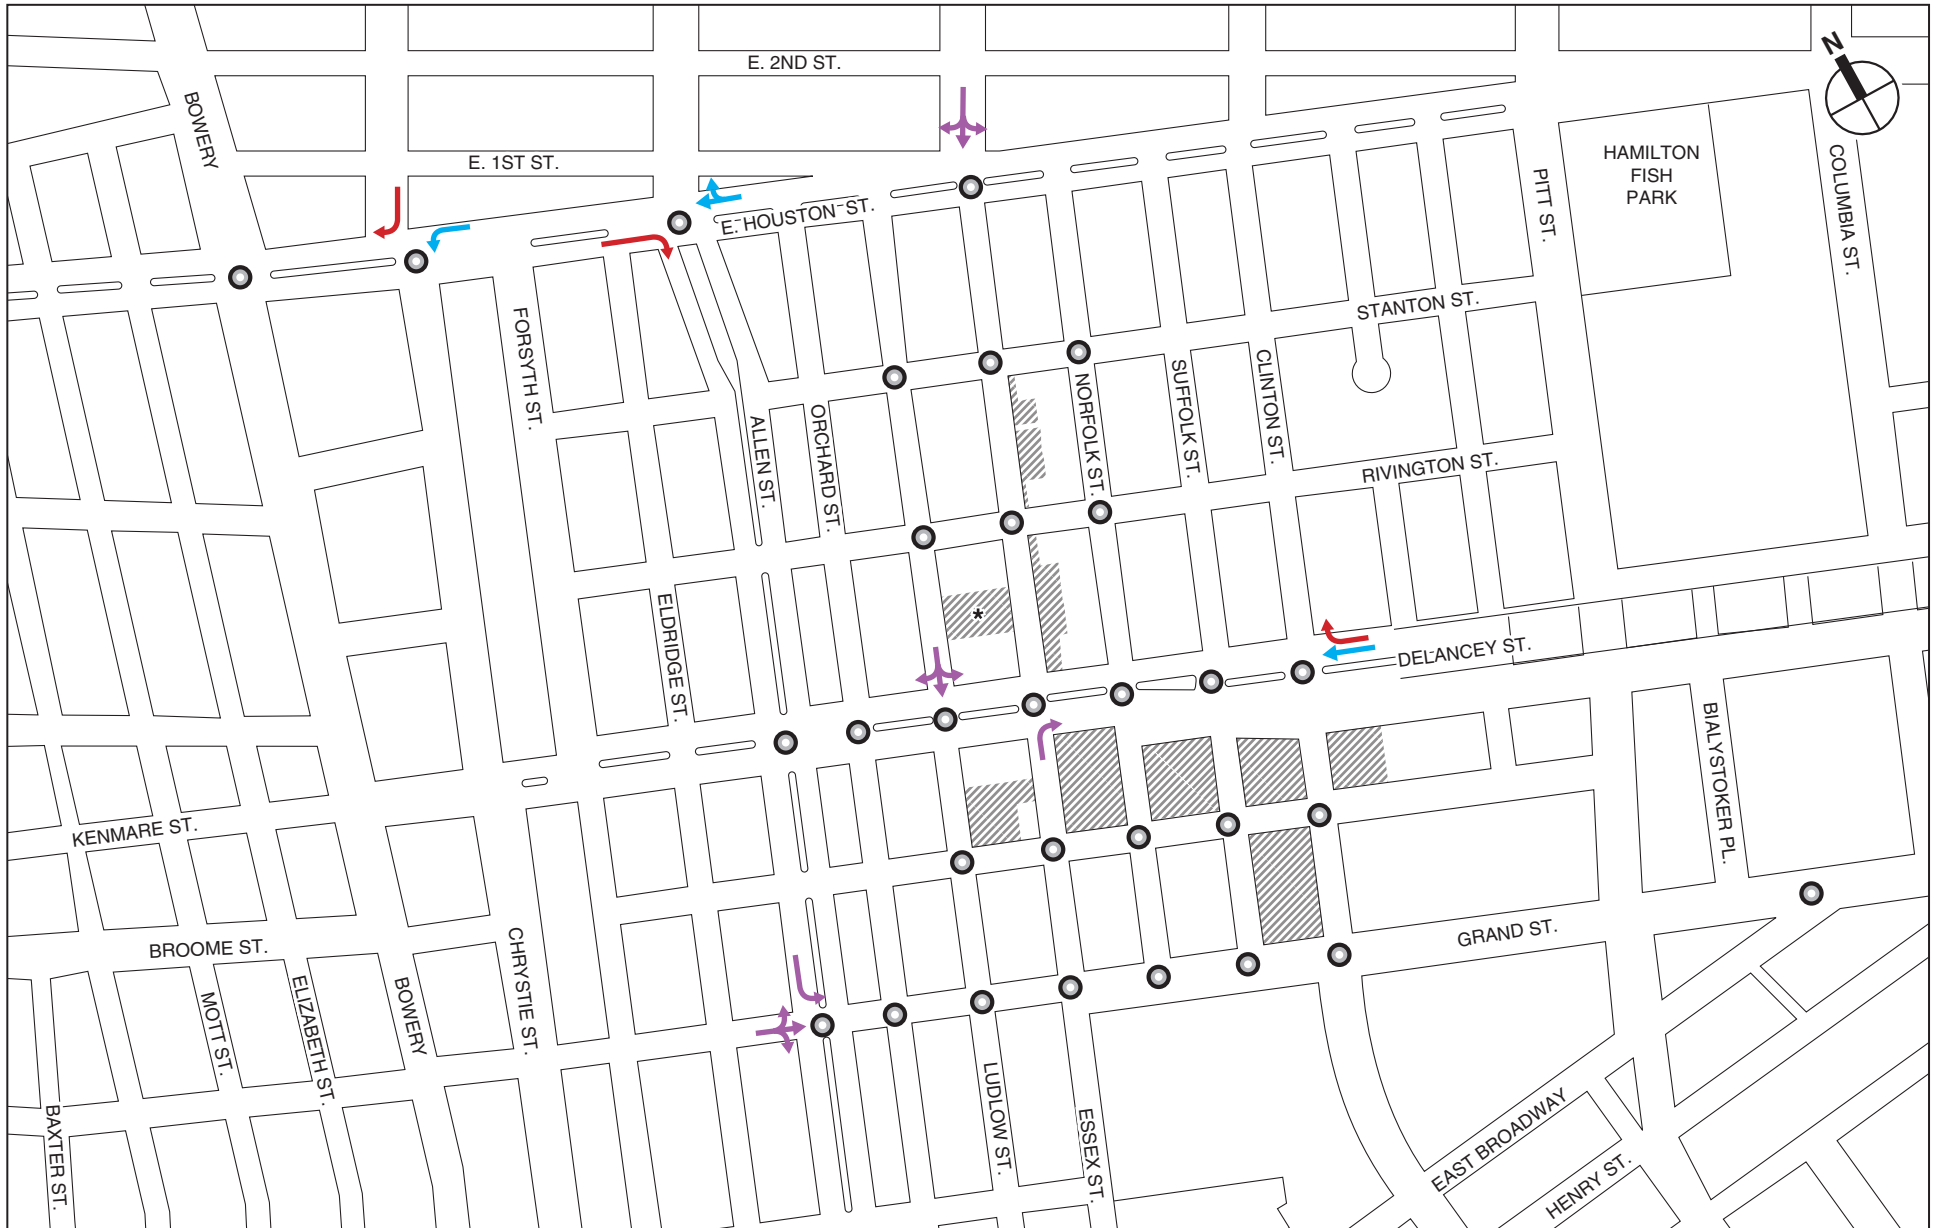 E. 2ND ST.
N
BOWERY
E. 1ST ST.
HAMILTON
FISH
PARK
COLUMBIA ST.
PITT ST.
E. HOUSTON ST.
STANTON ST.
FORSYTH ST.
ALLEN ST.
ORCHARD ST.
NORFOLK ST.
SUFFOLK ST.
CLINTON ST.
RIVINGTON ST.
ELDRIDGE ST.
*
DELANCEY ST.
BIALYSTOKER PL.
KENMARE ST.
BROOME ST.
GRAND ST.
MOTT ST.
ELIZABETH ST.
BOWERY
CHRYSTIE ST.
BAXTER ST.
LUDLOW ST.
ESSEX ST.
EAST BROADWAY
HENRY ST.